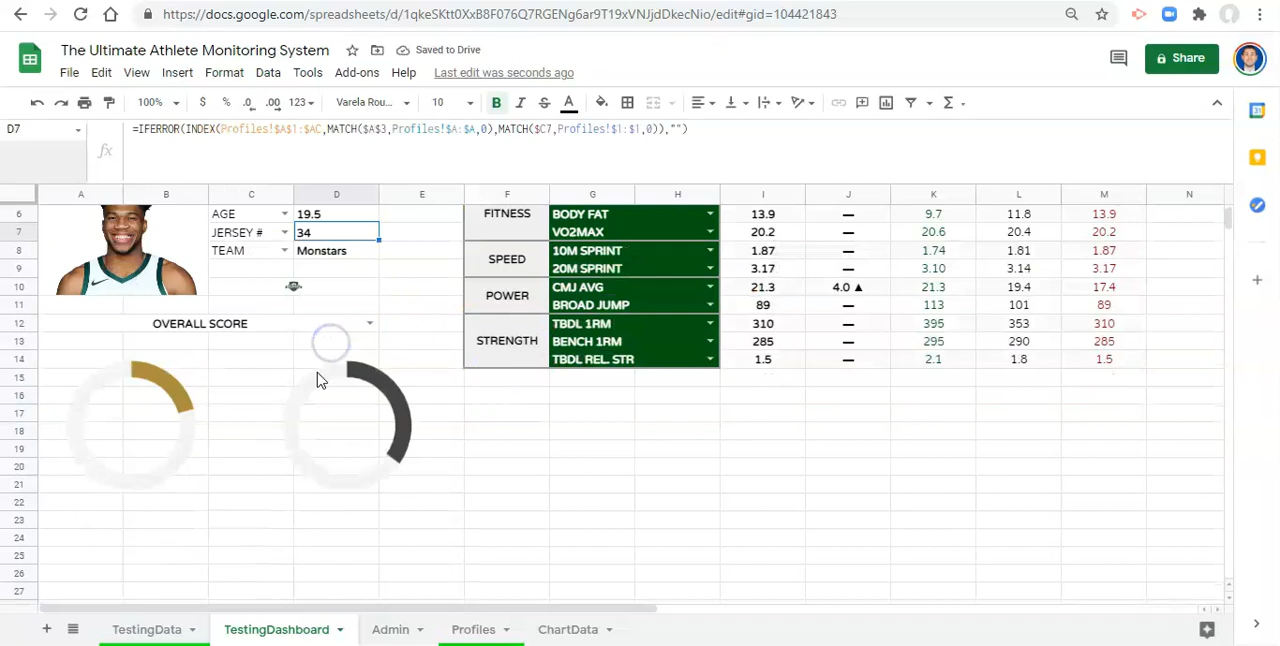 https://docs.google.com/spreadsheets/d/1qkeSKtt0XxB8F076Q7RGENg6ar9T19xVNJjdDkecNio/edit#gid=104421843
The Ultimate Athlete Monitoring System
Saved to Drive
Share
File Edit View Insert Format Data Tools Add-ons Help Last edit was seconds ago
100% $ % .0 .00 123 Varela Rou... 10 B I S A Σ
D7
fx =IFERROR(INDEX(Profiles!$A$1:$AC,MATCH($A$3,Profiles!$A:$A,0),MATCH($C7,Profiles!$1:$1,0)),"")
A B C D E F G H I J K L M N
6 AGE 19.5 FITNESS BODY FAT 13.9 — 9.7 11.8 13.9
7 JERSEY # 34 VO2MAX 20.2 — 20.6 20.4 20.2
8 TEAM Monstars SPEED 10M SPRINT 1.87 — 1.74 1.81 1.87
9 20M SPRINT 3.17 — 3.10 3.14 3.17
10 POWER CMJ AVG 21.3 4.0 ▲ 21.3 19.4 17.4
11 BROAD JUMP 89 — 113 101 89
12 OVERALL SCORE STRENGTH TBDL 1RM 310 — 395 353 310
13 BENCH 1RM 285 — 295 290 285
14 TBDL REL. STR 1.5 — 2.1 1.8 1.5
15
16
17
18
19
20
21
22
23
24
25
26
27
TestingData TestingDashboard Admin Profiles ChartData